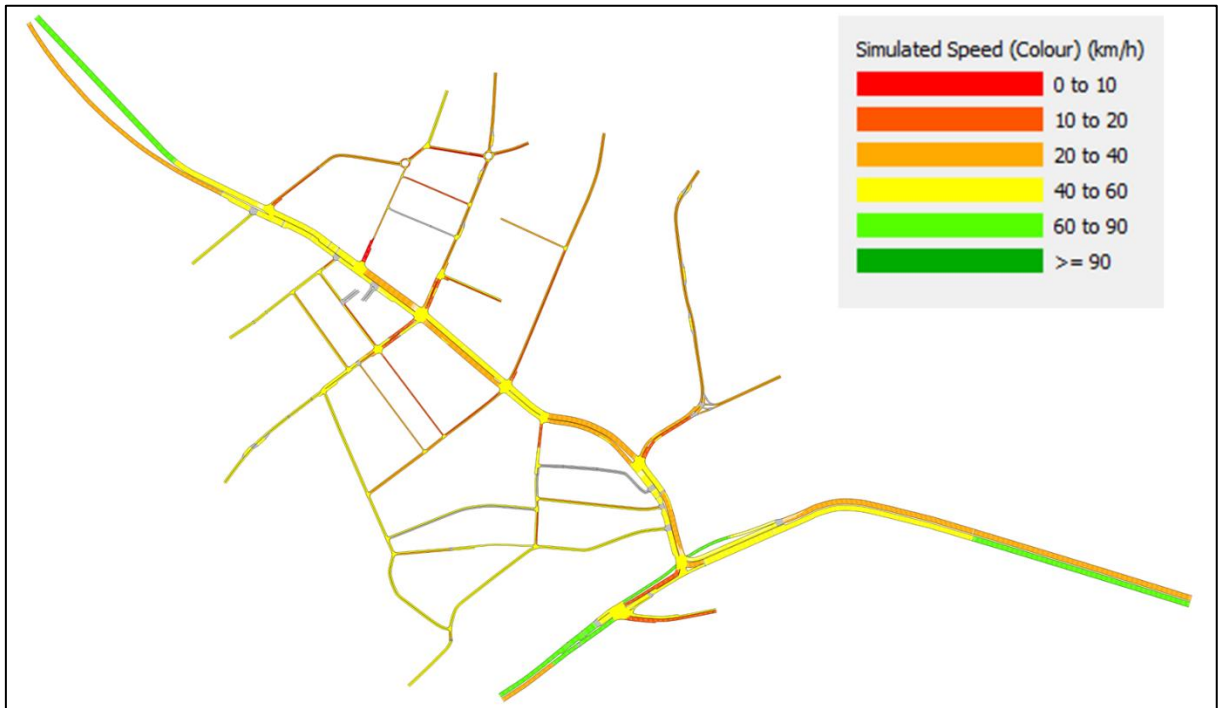 Simulated Speed (Colour) (km/h)
0 to 10
10 to 20
20 to 40
40 to 60
60 to 90
>= 90